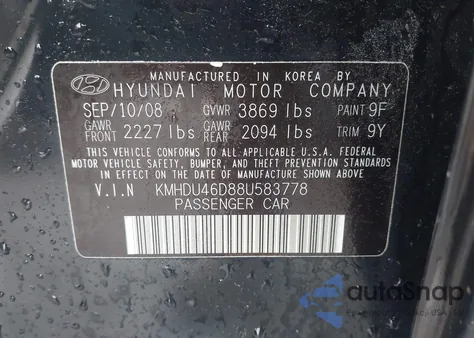 MANUFACTURED IN KOREA BY
HYUNDAI MOTOR COMPANY
SEP/10/08 GVWR 3869 lbs PAINT 9F
GAWR FRONT 2227 lbs GAWR REAR 2094 lbs TRIM 9Y
THIS VEHICLE CONFORMS TO ALL APPLICABLE U.S.A. FEDERAL
MOTOR VEHICLE SAFETY, BUMPER, AND THEFT PREVENTION STANDARDS
IN EFFECT ON THE DATE OF MANUFACTURE SHOWN ABOVE.
V.I.N KMHDU46D88U583778
PASSENGER CAR
autoSnap